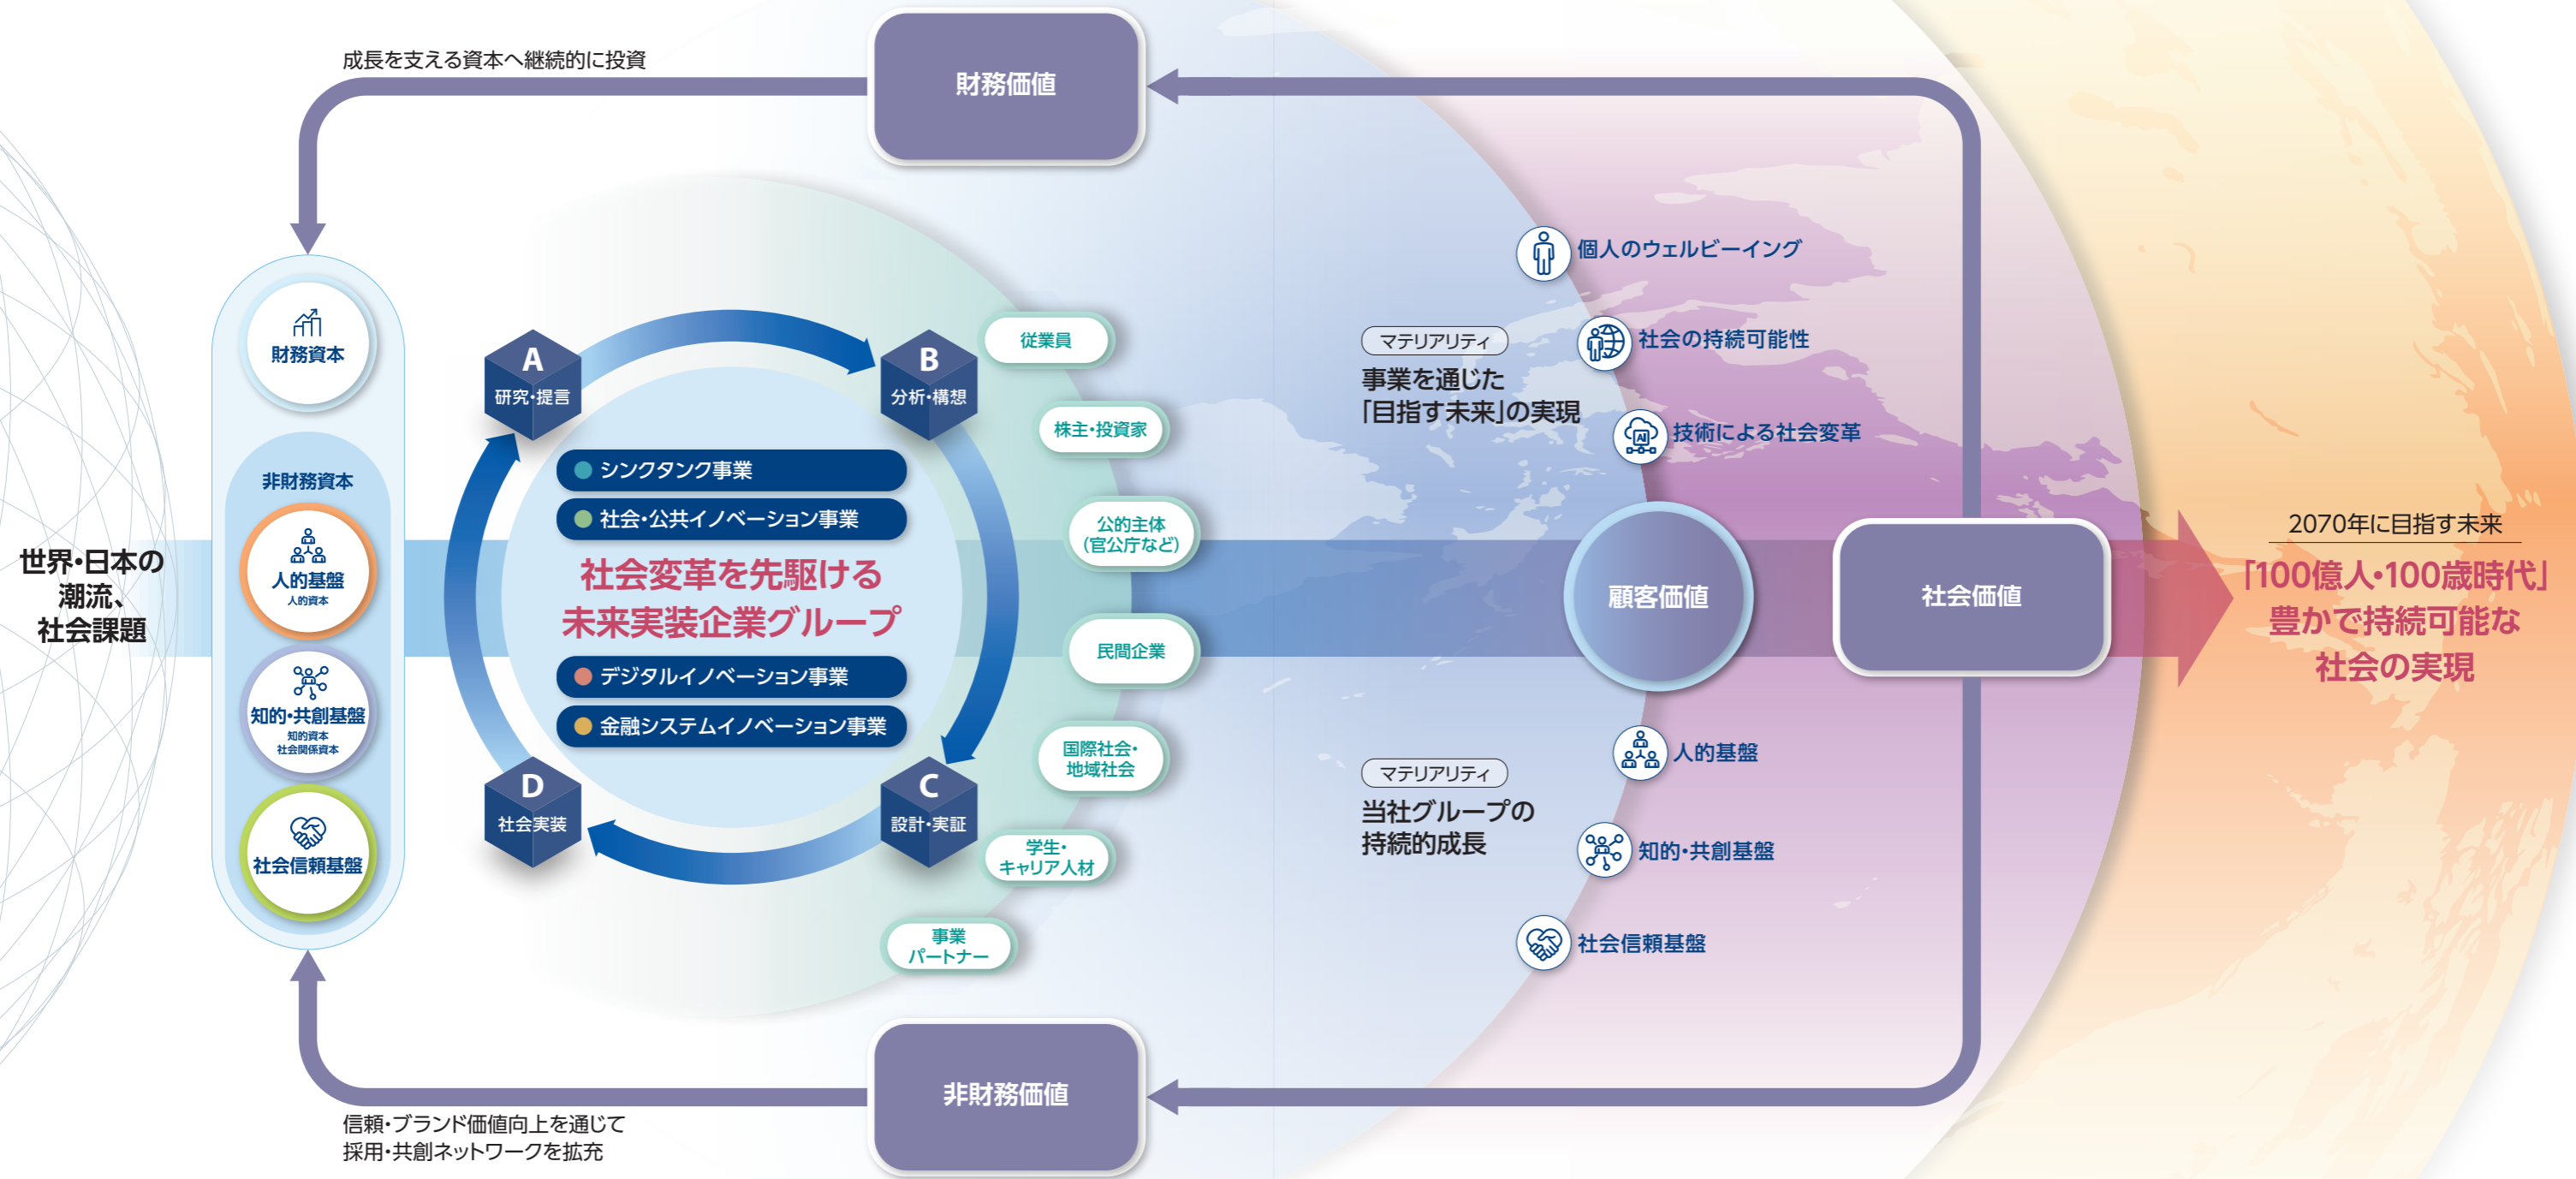 成長を支える資本へ継続的に投資
財務価値
世界・日本の
潮流、
社会課題
財務資本
非財務資本
人的基盤
人的資本
知的・共創基盤
知的資本
社会関係資本
社会信頼基盤
A
研究・提言
B
分析・構想
シンクタンク事業
社会・公共イノベーション事業
社会変革を先駆ける
未来実装企業グループ
デジタルイノベーション事業
金融システムイノベーション事業
D
社会実装
C
設計・実証
従業員
株主・投資家
公的主体
(官公庁など)
民間企業
国際社会・
地域社会
学生・
キャリア人材
事業
パートナー
マテリアリティ
事業を通じた
「目指す未来」の実現
個人のウェルビーイング
社会の持続可能性
AI
技術による社会変革
顧客価値
社会価値
マテリアリティ
当社グループの
持続的成長
人的基盤
知的・共創基盤
社会信頼基盤
2070年に目指す未来
「100億人・100歳時代」
豊かで持続可能な
社会の実現
非財務価値
信頼・ブランド価値向上を通じて
採用・共創ネットワークを拡充